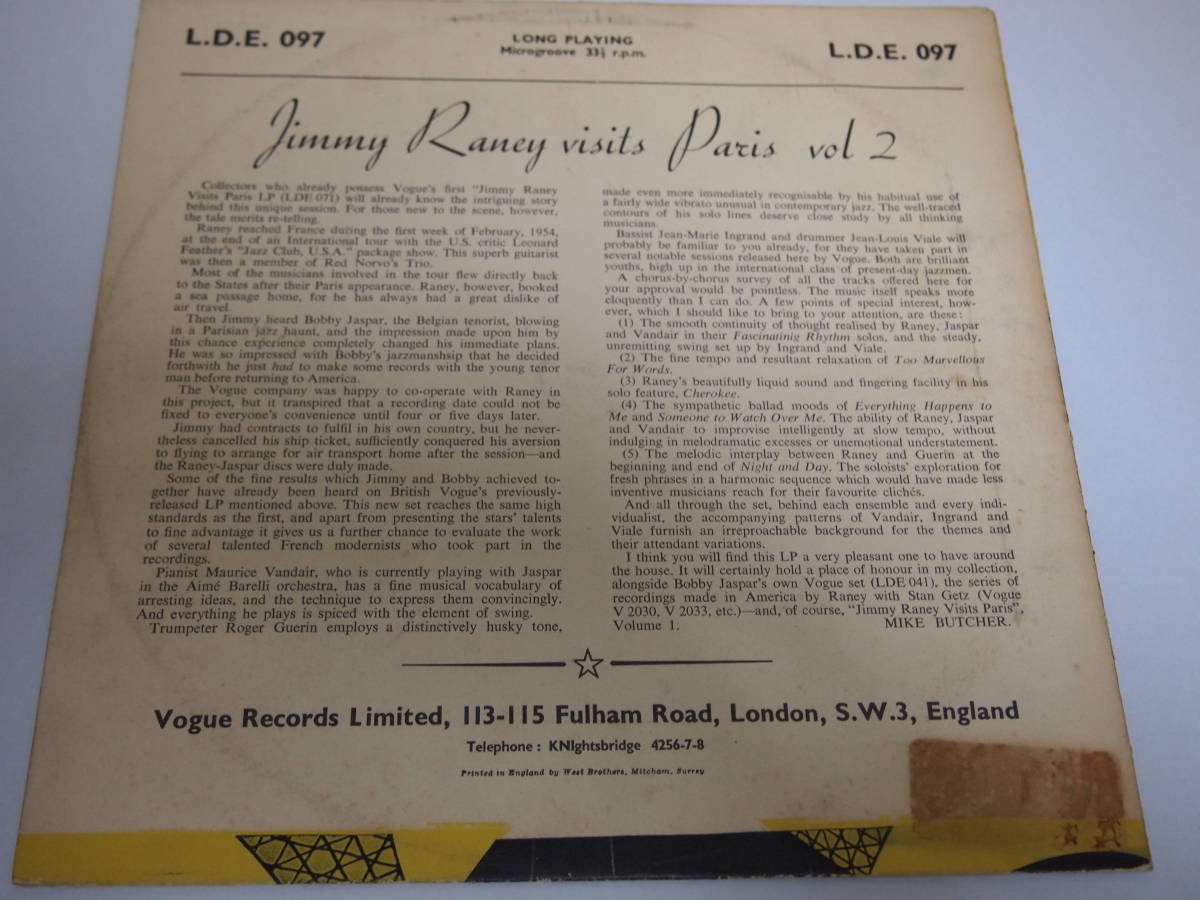 L.D.E. 097
LONG PLAYING
Microgroove 33⅓ r.p.m.
L.D.E. 097
Jimmy Raney visits Paris vol 2
Collectors who already possess Vogue's first "Jimmy Raney
Visits Paris LP (LDE 071) will already know the intriguing story
behind this unique session. For those new to the scene, however,
the tale merits re-telling.
Raney reached France during the first week of February, 1954,
at the end of an International tour with the U.S. critic Leonard
Feather's "Jazz Club, U.S.A." package show. This superb guitarist
was then a member of Red Norvo's Trio.
Most of the musicians involved in the tour flew directly back
to the States after their Paris appearance. Raney, however, booked
a sea passage home, for he has always had a great dislike of
air travel.
Then Jimmy heard Bobby Jaspar, the Belgian tenorist, blowing
in a Parisian jazz haunt, and the impression made upon him by
this chance experience completely changed his immediate plans.
He was so impressed with Bobby's jazzmanshsip that he decided
forthwith he just had to make some records with the young tenor
man before returning to America.
The Vogue company was happy to co-operate with Raney in
this project, but it transpired that a recording date could not be
fixed to everyone's convenience until four or five days later.
Jimmy had contracts to fulfil in his own country, but he never-
theless cancelled his ship ticket, sufficiently conquered his aversion
to flying to arrange for air transport home after the session—and
the Raney-Jaspar discs were duly made.
Some of the fine results which Jimmy and Bobby achieved to-
gether have already been heard on British Vogue's previously-
released LP mentioned above. This new set reaches the same high
standards as the first, and apart from presenting the stars' talents
to fine advantage it gives us a further chance to evaluate the work
of several talented French modernists who took part in the
recordings.
Pianist Maurice Vandair, who is currently playing with Jaspar
in the Aimé Barelli orchestra, has a fine musical vocabulary of
arresting ideas, and the technique to express them convincingly.
And everything he plays is spiced with the element of swing.
Trumpeter Roger Guerin employs a distinctively husky tone,
made even more immediately recognisable by his habitual use of
a fairly wide vibrato unusual in contemporary jazz. The well-traced
contours of his solo lines deserve close study by all thinking
musicians.
Bassist Jean-Marie Ingrand and drummer Jean-Louis Viale will
probably be familiar to you already, for they have taken part in
several notable sessions released here by Vogue. Both are brilliant
youths, high up in the international class of present-day jazzmen.
A chorus-by-chorus survey of all the tracks offered here for
your approval would be pointless. The music itself speaks more
eloquently than I can do. A few points of special interest, how-
ever, which I should like to bring to your attention, are these:
(1) The smooth continuity of thought realised by Raney, Jaspar
and Vandair in their Fascinatinig Rhythm solos, and the steady,
unremitting swing set up by Ingrand and Viale.
(2) The fine tempo and resultant relaxation of Too Marvellous
For Words.
(3) Raney's beautifully liquid sound and fingering facility in his
solo feature, Cherokee.
(4) The sympathetic ballad moods of Everything Happens to
Me and Someone to Watch Over Me. The ability of Raney, Jaspar
and Vandair to improvise intelligently at slow tempo, without
indulging in melodramatic excesses or unemotional understatement.
(5) The melodic interplay between Raney and Guerin at the
beginning and end of Night and Day. The soloists' exploration for
fresh phrases in a harmonic sequence which would have made less
inventive musicians reach for their favourite clichés.
And all through the set, behind each ensemble and every indi-
vidualist, the accompanying patterns of Vandair, Ingrand and
Viale furnish an irreproachable background for the themes and
their attendant variations.
I think you will find this LP a very pleasant one to have around
the house. It will certainly hold a place of honour in my collection,
alongside Bobby Jaspar's own Vogue set (LDE 041), the series of
recordings made in America by Raney with Stan Getz (Vogue
V 2030, V 2033, etc.)—and, of course, "Jimmy Raney Visits Paris",
Volume 1. MIKE BUTCHER.
Vogue Records Limited, 113-115 Fulham Road, London, S.W.3, England
Telephone : KNIghtsbridge 4256-7-8
Printed in England by West Brothers, Mitcham, Surrey